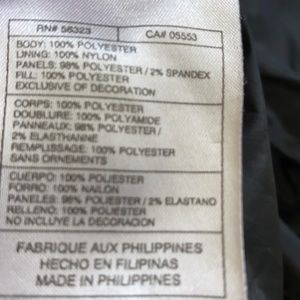 RN# 56323 CA# 05553
BODY: 100% POLYESTER
LINING: 100% NYLON
PANELS: 98% POLYESTER / 2% SPANDEX
FILL: 100% POLYESTER
EXCLUSIVE OF DECORATION
CORPS: 100% POLYESTER
DOUBLURE: 100% POLYAMIDE
PANNEAUX: 98% POLYESTER /
2% ELASTHANNE
REMPLISSAGE: 100% POLYESTER
SANS ORNEMENTS
CUERPO: 100% POLIESTER
FORRO: 100% NAILON
PANELES: 98% POLIESTER / 2% ELASTANO
RELLENO: 100% POLIESTER
NO INCLUYE LA DECORACION
FABRIQUE AUX PHILIPPINES
HECHO EN FILIPINAS
MADE IN PHILIPPINES